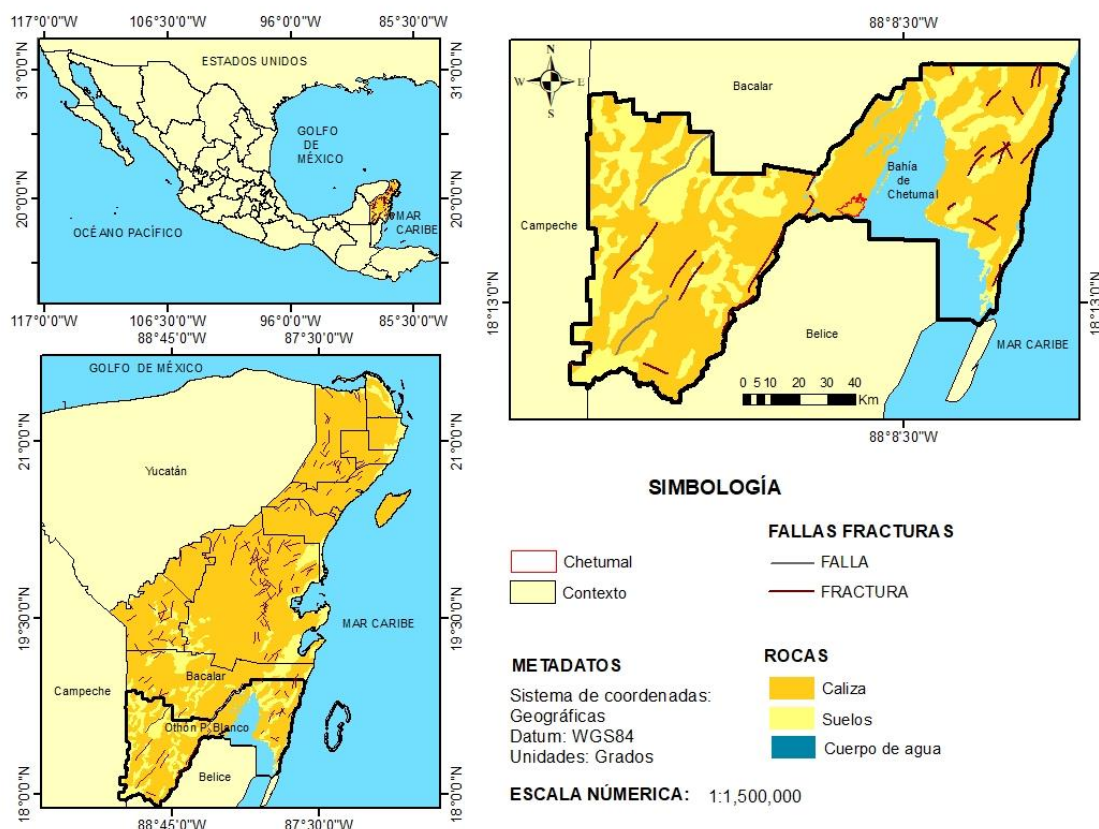 117°0'0"W
106°30'0"W
96°0'0"W
85°30'0"W
31°0'0"N
20°0'0"N
31°0'0"N
20°0'0"N
ESTADOS UNIDOS
GOLFO
DE
MÉXICO
OCÉANO PACÍFICO
MAR
CARIBE
117°0'0"W
106°30'0"W
96°0'0"W
85°30'0"W
88°8'30"W
N
W
E
S
Bacalar
Bahía
de
Chetumal
Campeche
Belice
MAR CARIBE
18°13'0"N
18°13'0"N
0 5 10 20 30 40
Km
88°8'30"W
88°45'0"W
87°30'0"W
GOLFO DE MÉXICO
21°0'0"N
19°30'0"N
18°0'0"N
21°0'0"N
19°30'0"N
18°0'0"N
Yucatán
MAR CARIBE
Campeche
Bacalar
Othón P. Blanco
Belice
88°45'0"W
87°30'0"W
SIMBOLOGÍA
Chetumal
Contexto
FALLAS FRACTURAS
FALLA
FRACTURA
METADATOS
Sistema de coordenadas:
Geográficas
Datum: WGS84
Unidades: Grados
ROCAS
Caliza
Suelos
Cuerpo de agua
ESCALA NÚMERICA: 1:1,500,000